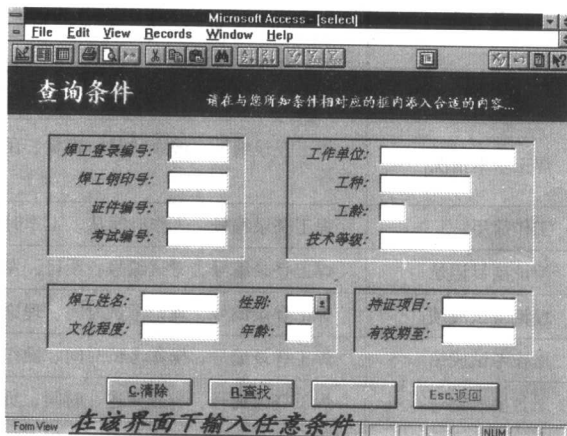 Microsoft Access - [select]
File Edit View Records Window Help
查询条件
请在与您所知条件相对应的框内添入合适的内容...
焊工登录编号:
焊工钢印号:
证件编号:
考试编号:
工作单位:
工种:
工龄:
技术等级:
焊工姓名:
性别:
文化程度:
年龄:
持证项目:
有效期至:
C.清除
R.查找
Esc.返回
Form View
在该界面下输入任意条件
NUM